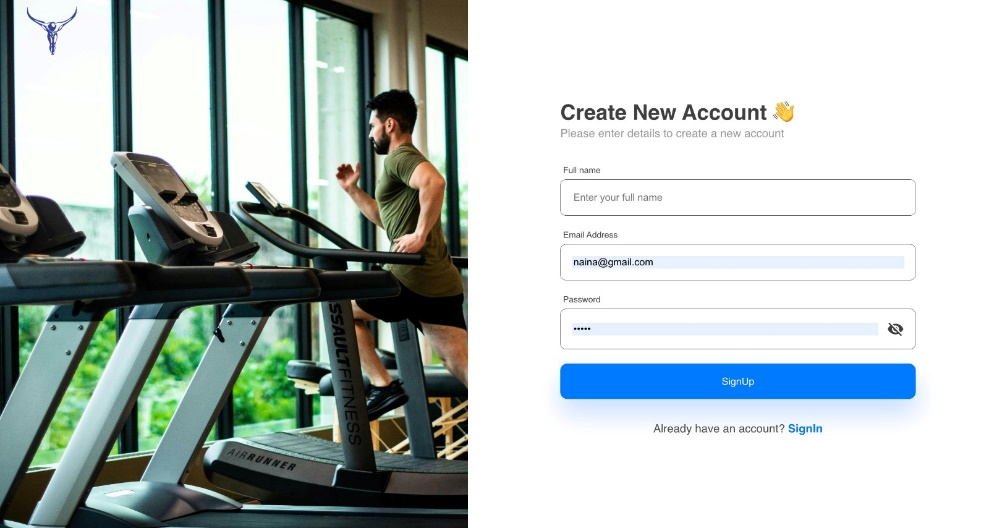 Create New Account 👋
Please enter details to create a new account
Full name
Enter your full name
Email Address
naina@gmail.com
Password
•••••
SignUp
Already have an account? SignIn
SSAULTFITNESS
AIRRUNNER